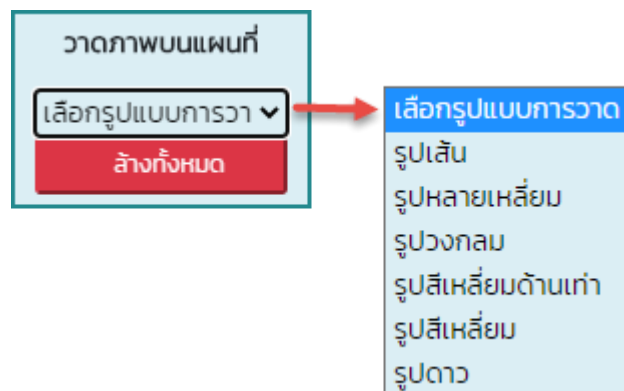 วาดภาพบนแผนที่
เลือกรูปแบบการวา
ล้างทั้งหมด
เลือกรูปแบบการวาด
รูปเส้น
รูปหลายเหลี่ยม
รูปวงกลม
รูปสี่เหลี่ยมด้านเท่า
รูปสี่เหลี่ยม
รูปดาว